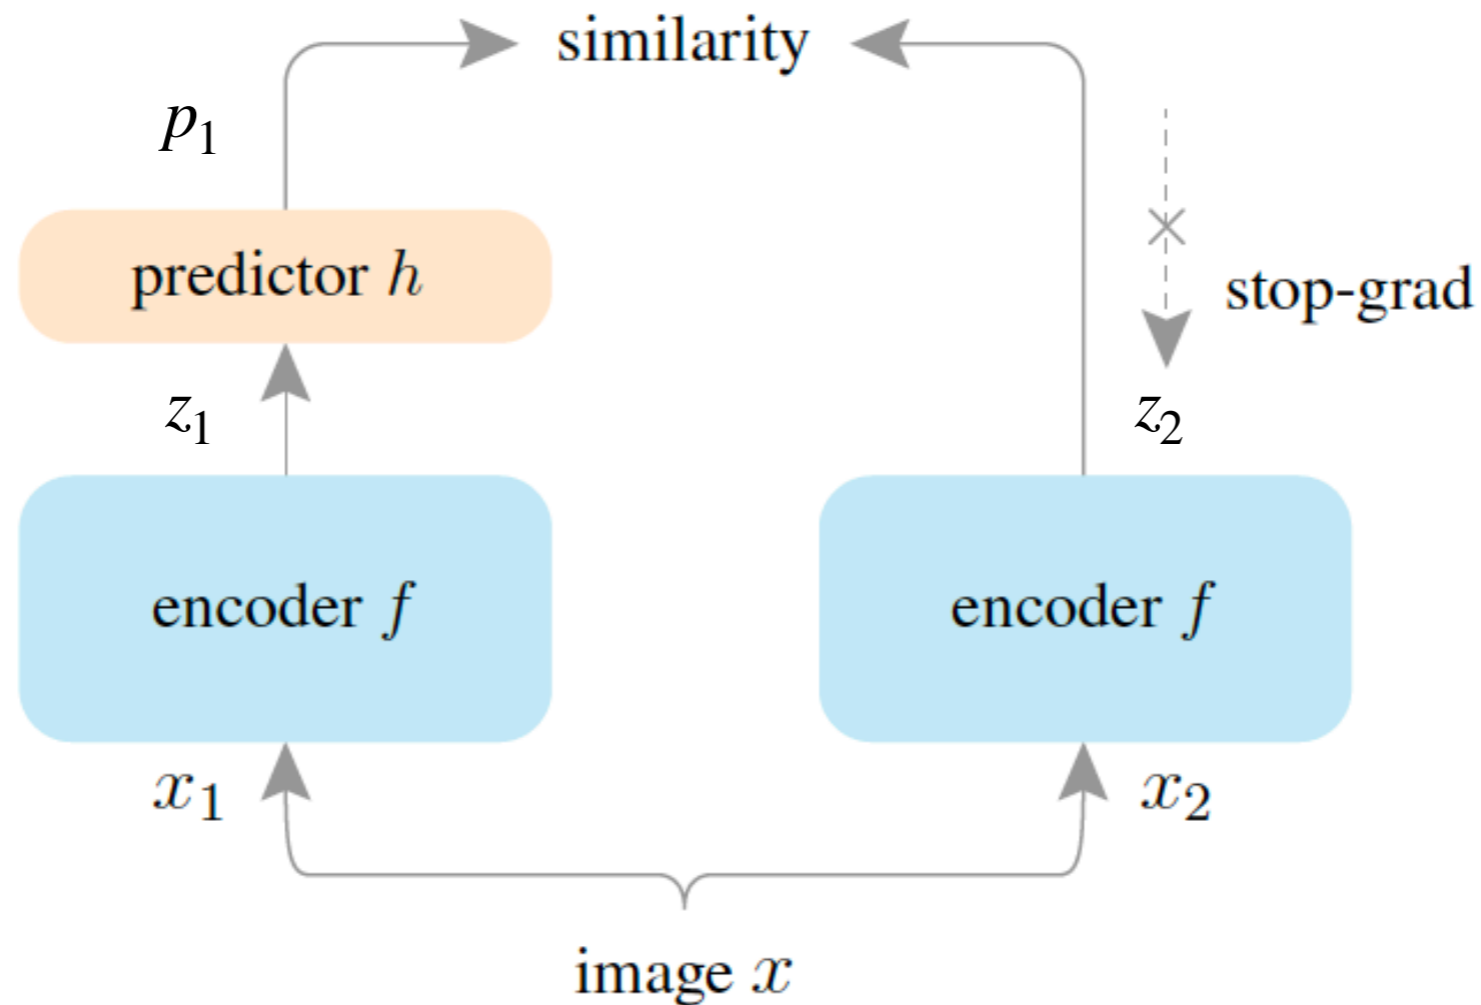 similarity
p₁
predictor h
stop-grad
z₁
z₂
encoder f
encoder f
x₁
x₂
image x